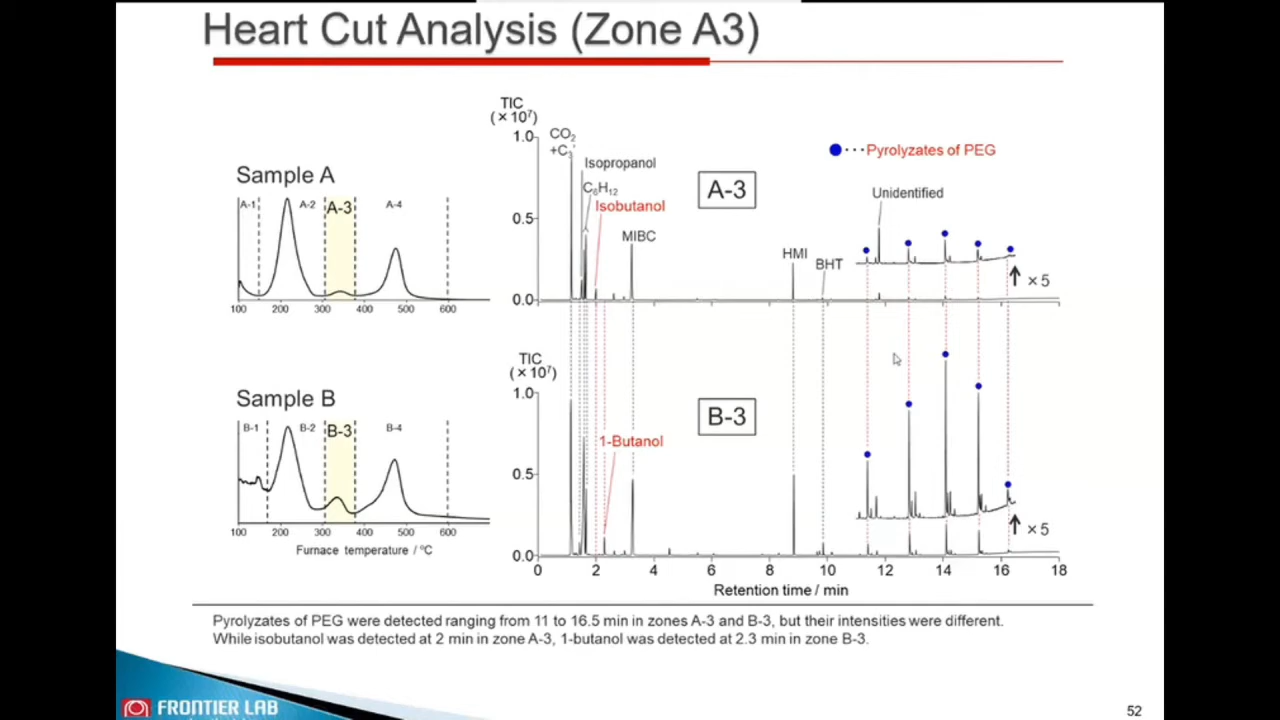 Heart Cut Analysis (Zone A3)
Sample A
A-1
A-2
A-3
A-4
100 200 300 400 500 600
Sample B
B-1
B-2
B-3
B-4
100 200 300 400 500 600
Furnace temperature / °C
TIC
(×10⁷)
1.0
0.5
0.0
CO₂
Isopropanol
C₆H₁₂
Isobutanol
MIBC
A-3
HMI
BHT
Unidentified
Pyrolyzates of PEG
× 5
TIC
(×10⁷)
1.0
0.5
0.0
1-Butanol
B-3
× 5
0 2 4 6 8 10 12 14 16 18
Retention time / min
Pyrolyzates of PEG were detected ranging from 11 to 16.5 min in zones A-3 and B-3, but their intensities were different.
While isobutanol was detected at 2 min in zone A-3, 1-butanol was detected at 2.3 min in zone B-3.
FRONTIER LAB
52